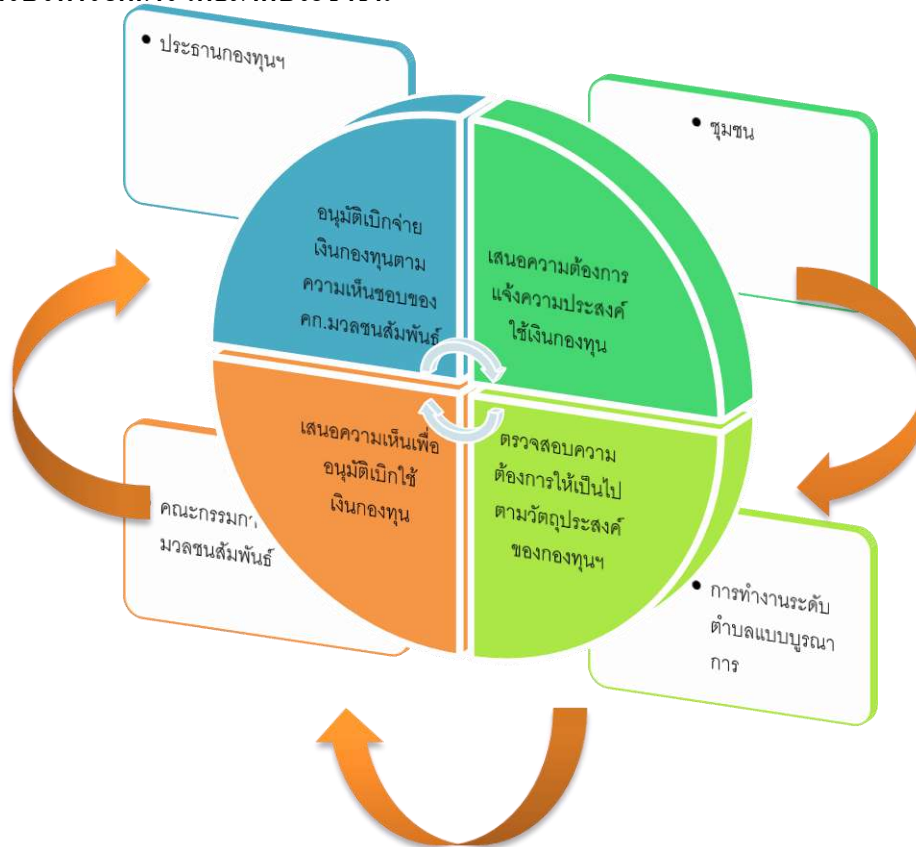 • ประธานกองทุนฯ
• ชุมชน
อนุมัติเบิกจ่าย
เงินกองทุนตาม
ความเห็นชอบของ
คก.มวลชนสัมพันธ์
เสนอความต้องการ
แจ้งความประสงค์
ใช้เงินกองทุน
เสนอความเห็นเพื่อ
อนุมัติเบิกใช้
เงินกองทุน
ตรวจสอบความ
ต้องการให้เป็นไป
ตามวัตถุประสงค์
ของกองทุนฯ
คณะกรรมกา
มวลชนสัมพันธ์
• การทำงานระดับ
ตำบลแบบบูรณา
การ